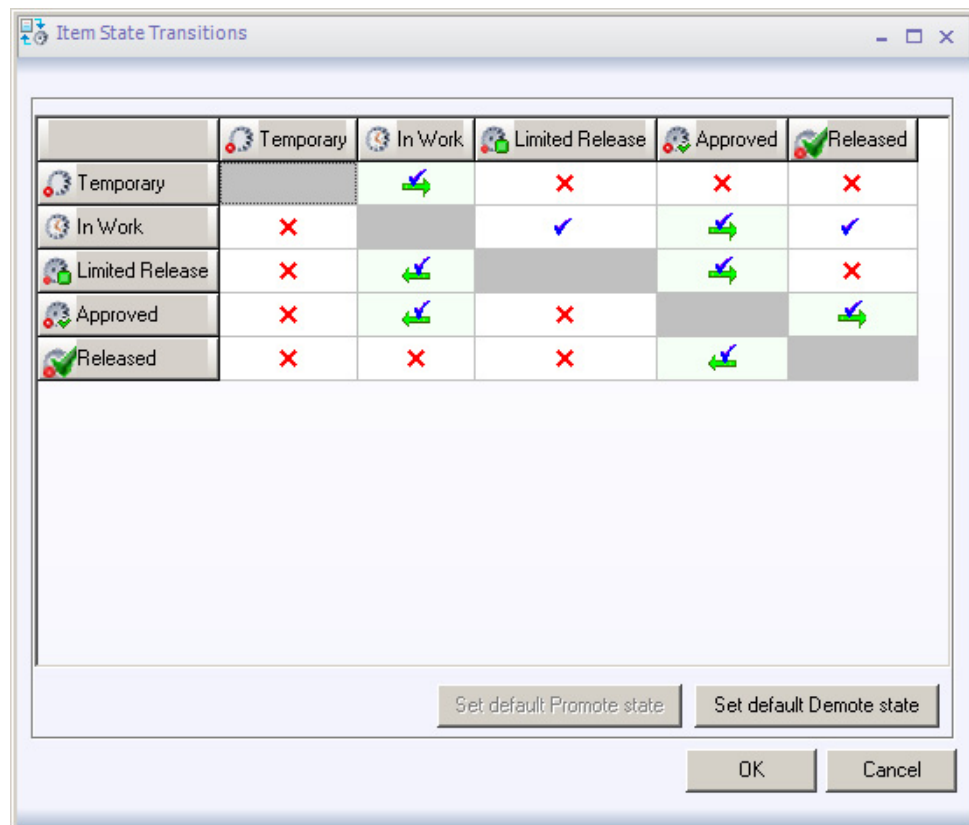 Item State Transitions
Temporary In Work Limited Release Approved Released
Temporary
In Work
Limited Release
Approved
Released
Set default Promote state Set default Demote state
OK Cancel